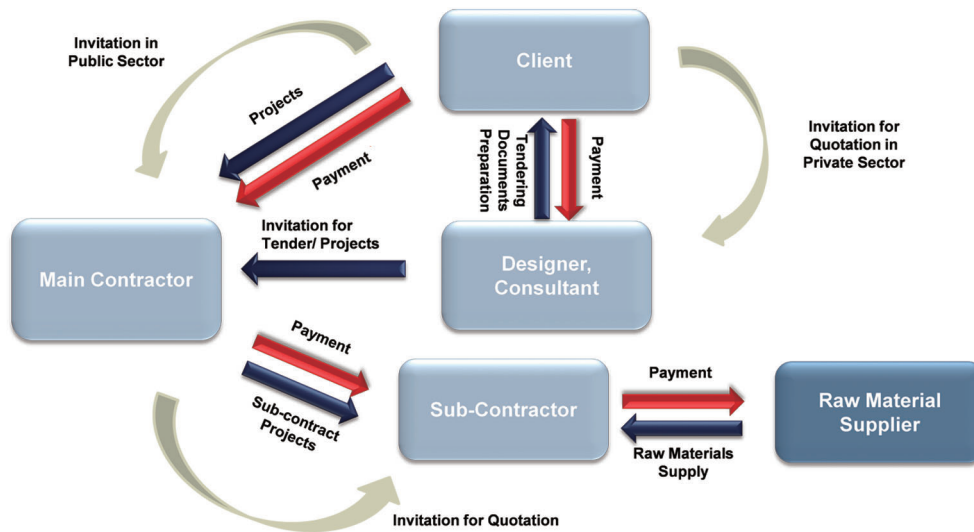 Invitation in
Public Sector
Client
Projects
Payment
Invitation for
Quotation in
Private Sector
Tendering
Documents
Preparation
Payment
Invitation for
Tender/ Projects
Main Contractor
Designer,
Consultant
Payment
Sub-contract
Projects
Sub-Contractor
Payment
Raw Materials
Supply
Raw Material
Supplier
Invitation for Quotation